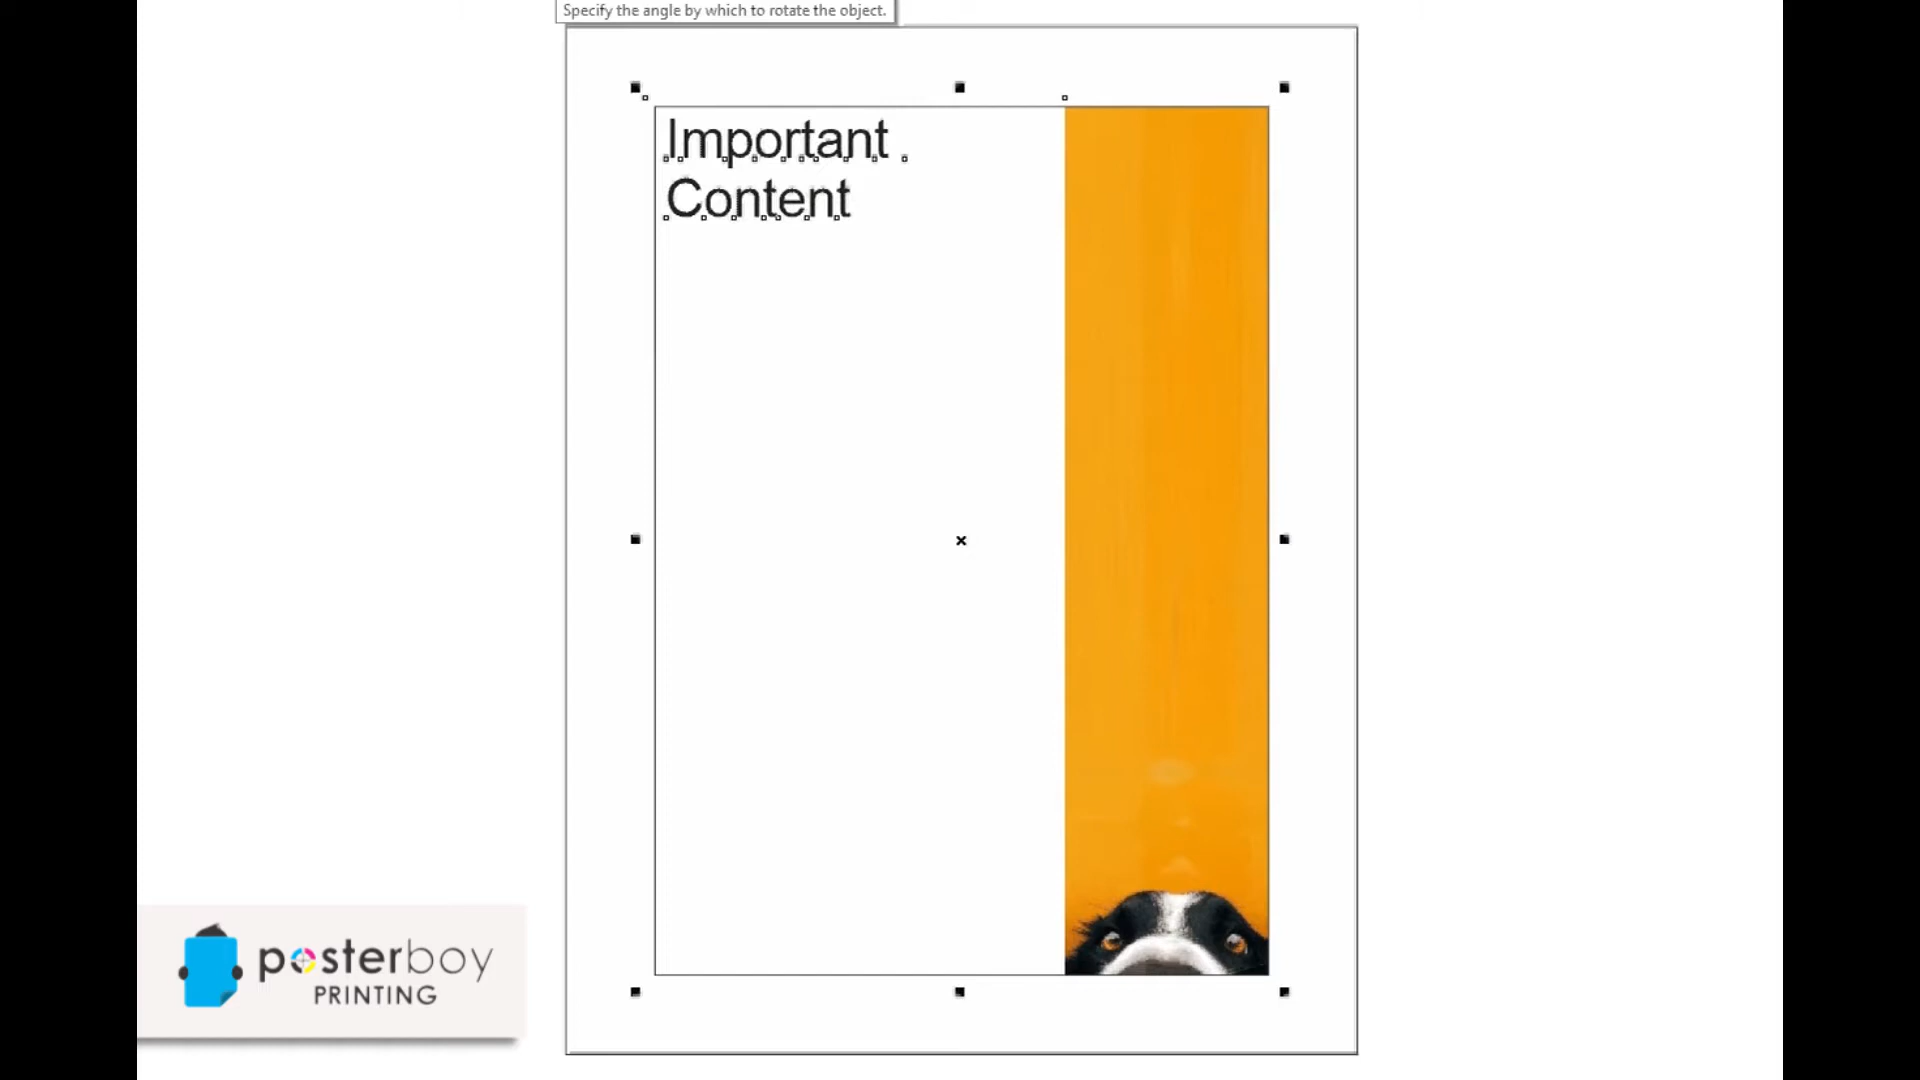 Specify the angle by which to rotate the object.
Important
Content
posterboy
PRINTING